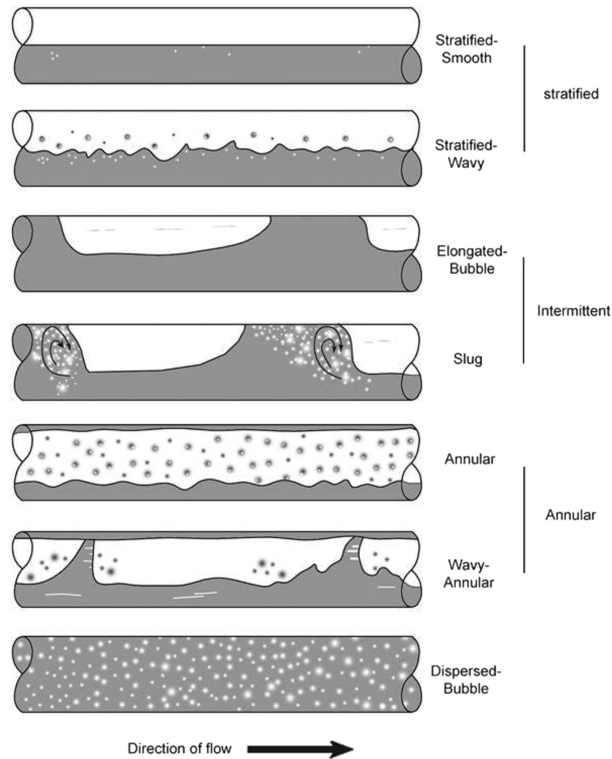 Stratified-
Smooth
stratified
Stratified-
Wavy
Elongated-
Bubble
Intermittent
Slug
Annular
Annular
Wavy-
Annular
Dispersed-
Bubble
Direction of flow